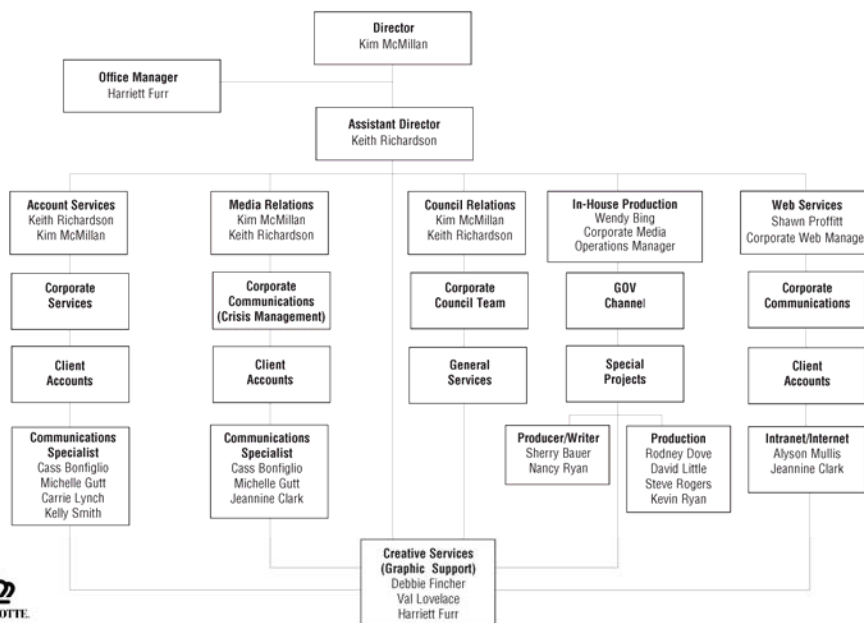 Director
Kim McMillan
Office Manager
Harriett Furr
Assistant Director
Keith Richardson
Account Services
Keith Richardson
Kim McMillan
Media Relations
Kim McMillan
Keith Richardson
Council Relations
Kim McMillan
Keith Richardson
In-House Production
Wendy Bing
Corporate Media
Operations Manager
Web Services
Shawn Proffitt
Corporate Web Manage
Corporate
Services
Corporate
Communications
(Crisis Management)
Corporate
Council Team
GOV
Channel
Corporate
Communications
Client
Accounts
Client
Accounts
General
Services
Special
Projects
Client
Accounts
Communications
Specialist
Cass Bonfiglio
Michelle Gutt
Carrie Lynch
Kelly Smith
Communications
Specialist
Cass Bonfiglio
Michelle Gutt
Jeannine Clark
Producer/Writer
Sherry Bauer
Nancy Ryan
Production
Rodney Dove
David Little
Steve Rogers
Kevin Ryan
Intranet/Internet
Alyson Mullis
Jeannine Clark
Creative Services
(Graphic Support)
Debbie Fincher
Val Lovelace
Harriett Furr
OTTE.